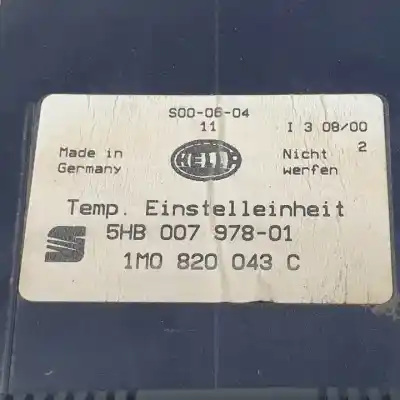 S00-06-04
11
I 3 08/00
2
Made in
Germany
HELLA
Nicht
werfen
Temp. Einstelleinheit
5HB 007 978-01
1M0 820 043 C